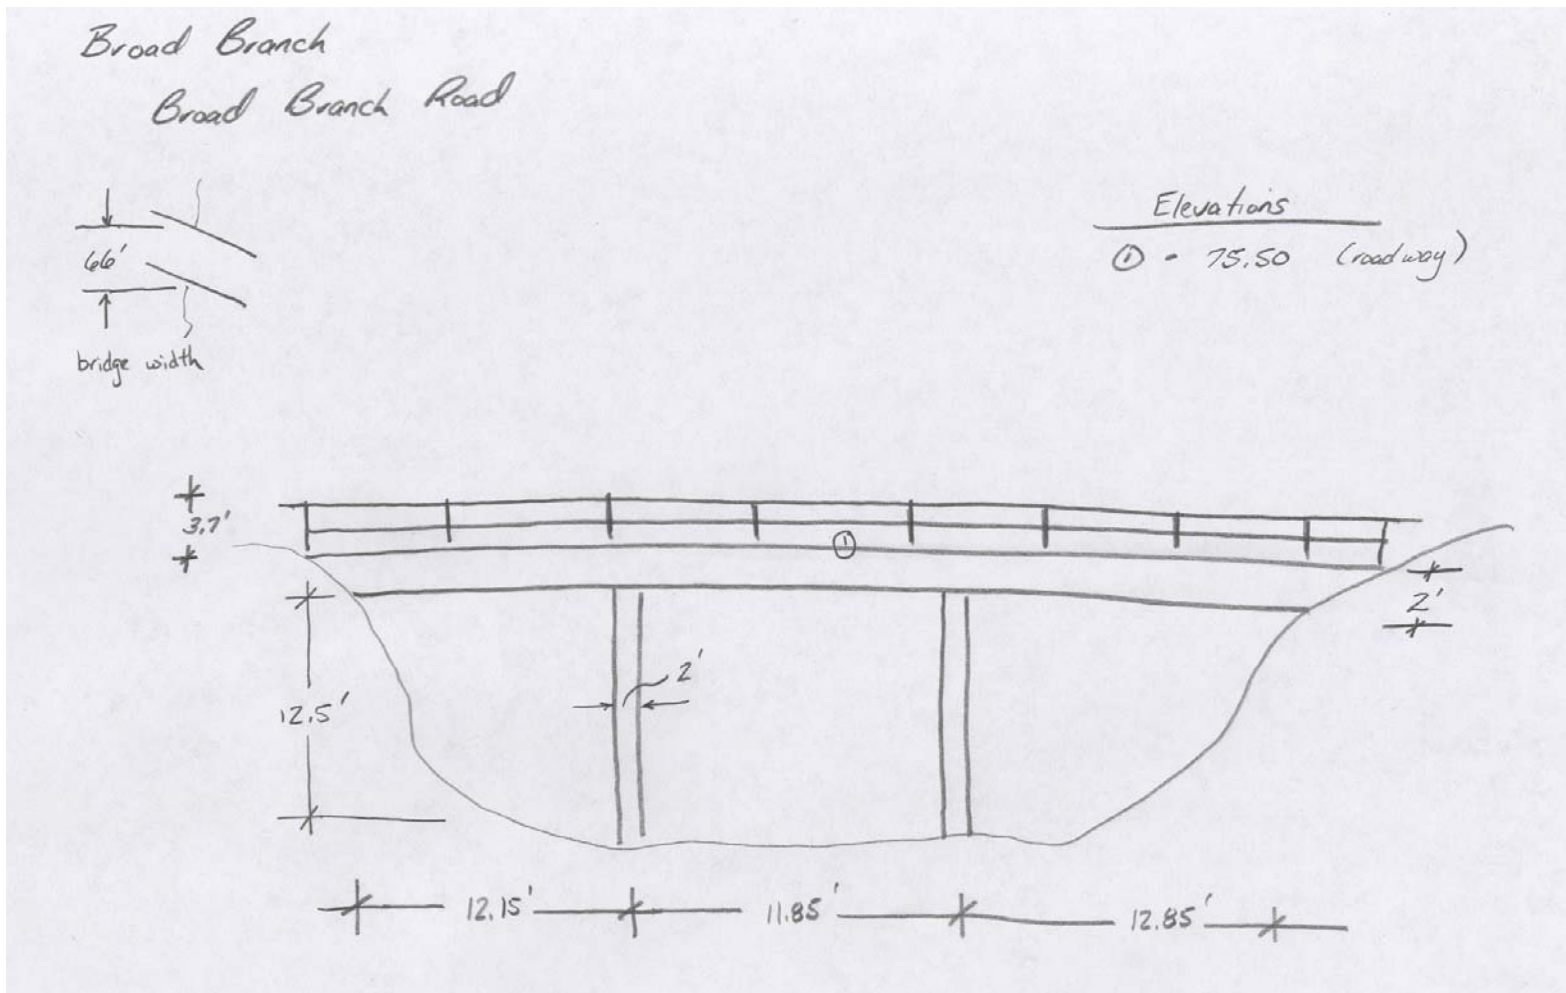 Broad Branch
Broad Branch Road
66'
bridge width
Elevations
① - 75.50 (roadway)
3.7'
①
2'
2'
12.5'
12.15'
11.85'
12.85'